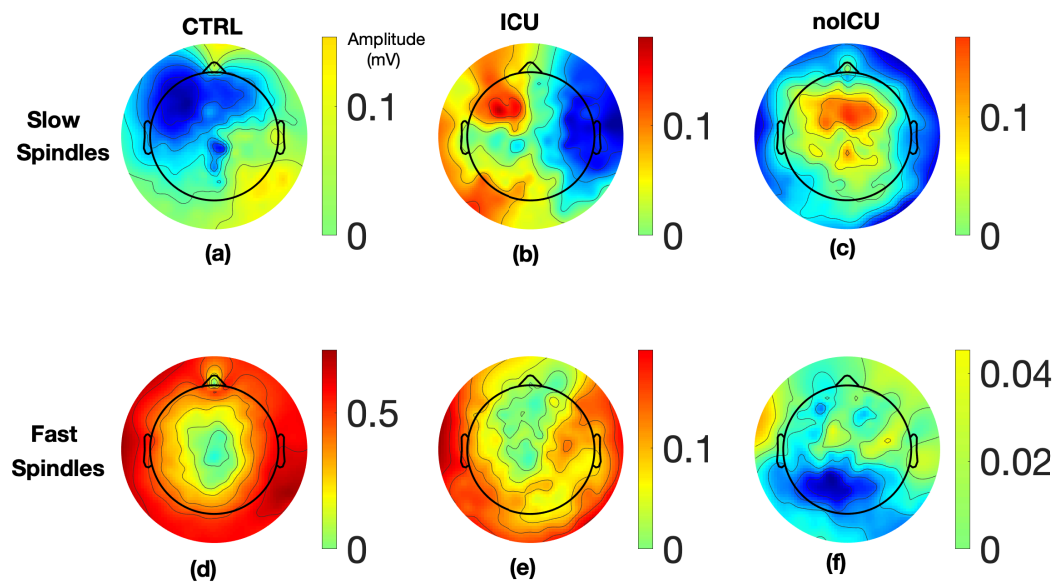 CTRL
ICU
noICU
Amplitude
(mV)
0.1
0
0.1
0
0.1
0
Slow
Spindles
(a)
(b)
(c)
0.5
0
0.1
0
0.04
0.02
0
Fast
Spindles
(d)
(e)
(f)